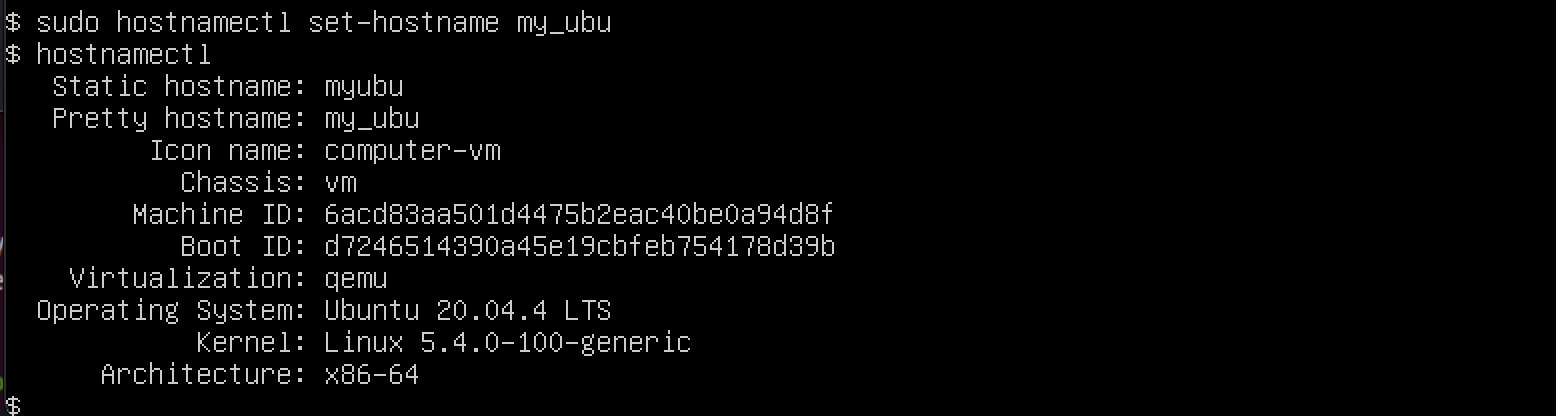 $ sudo hostnamectl set-hostname my_ubu
$ hostnamectl
Static hostname: myubu
Pretty hostname: my_ubu
Icon name: computer-vm
Chassis: vm
Machine ID: 6acd83aa501d4475b2eac40be0a94d8f
Boot ID: d7246514390a45e19cbfeb754178d39b
Virtualization: qemu
Operating System: Ubuntu 20.04.4 LTS
Kernel: Linux 5.4.0-100-generic
Architecture: x86-64
$